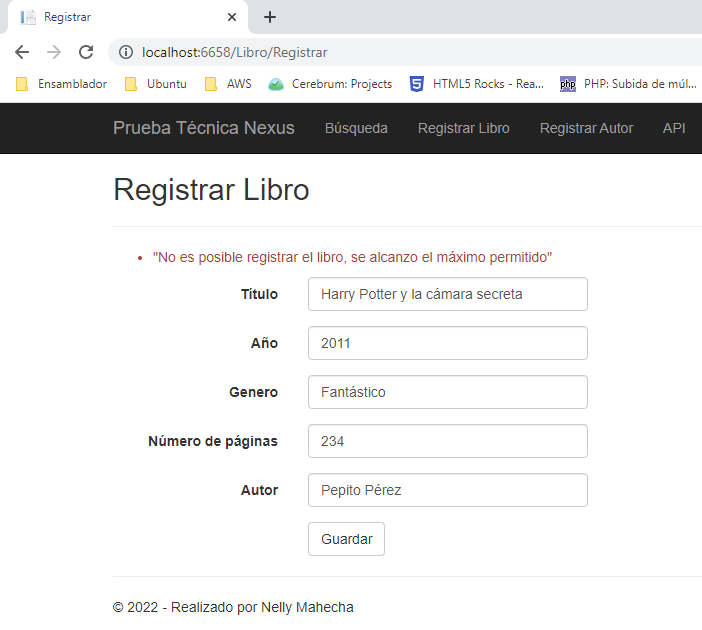 Registrar
localhost:6658/Libro/Registrar
Ensamblador Ubuntu AWS Cerebrum: Projects HTML5 Rocks - Rea... php PHP: Subida de múl...
Prueba Técnica Nexus Búsqueda Registrar Libro Registrar Autor API
Registrar Libro
"No es posible registrar el libro, se alcanzo el máximo permitido"
Título Harry Potter y la cámara secreta
Año 2011
Genero Fantástico
Número de páginas 234
Autor Pepito Pérez
Guardar
© 2022 - Realizado por Nelly Mahecha